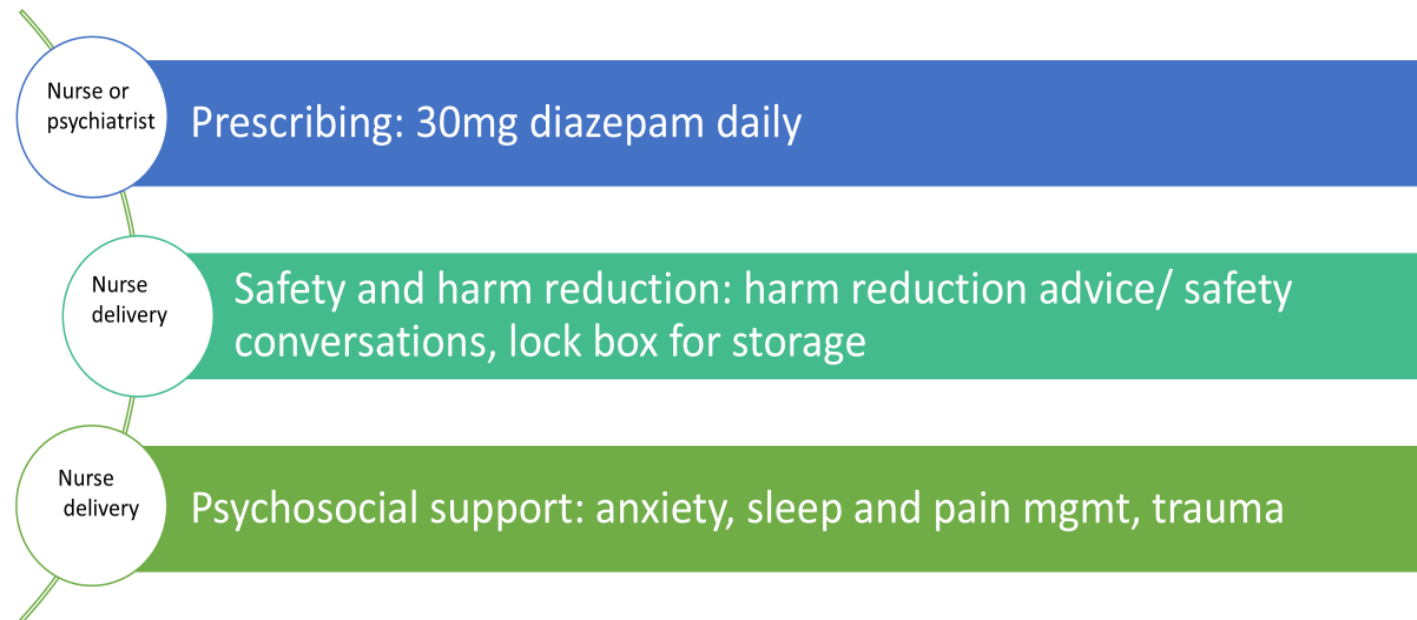 Nurse or
psychiatrist
Prescribing: 30mg diazepam daily
Nurse
delivery
Safety and harm reduction: harm reduction advice/ safety
conversations, lock box for storage
Nurse
delivery
Psychosocial support: anxiety, sleep and pain mgmt, trauma